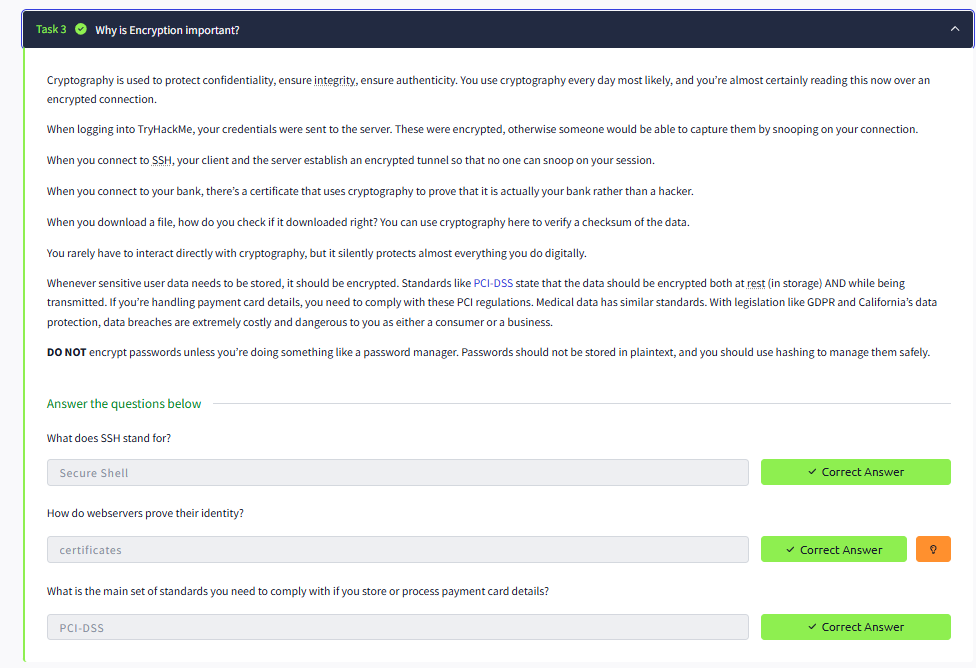 Task 3 Why is Encryption important?
Cryptography is used to protect confidentiality, ensure integrity, ensure authenticity. You use cryptography every day most likely, and you're almost certainly reading this now over an
encrypted connection.
When logging into TryHackMe, your credentials were sent to the server. These were encrypted, otherwise someone would be able to capture them by snooping on your connection.
When you connect to SSH, your client and the server establish an encrypted tunnel so that no one can snoop on your session.
When you connect to your bank, there's a certificate that uses cryptography to prove that it is actually your bank rather than a hacker.
When you download a file, how do you check if it downloaded right? You can use cryptography here to verify a checksum of the data.
You rarely have to interact directly with cryptography, but it silently protects almost everything you do digitally.
Whenever sensitive user data needs to be stored, it should be encrypted. Standards like PCI-DSS state that the data should be encrypted both at rest (in storage) AND while being
transmitted. If you're handling payment card details, you need to comply with these PCI regulations. Medical data has similar standards. With legislation like GDPR and California's data
protection, data breaches are extremely costly and dangerous to you as either a consumer or a business.
DO NOT encrypt passwords unless you're doing something like a password manager. Passwords should not be stored in plaintext, and you should use hashing to manage them safely.
Answer the questions below
What does SSH stand for?
Secure Shell
Correct Answer
How do webservers prove their identity?
certificates
Correct Answer
What is the main set of standards you need to comply with if you store or process payment card details?
PCI-DSS
Correct Answer